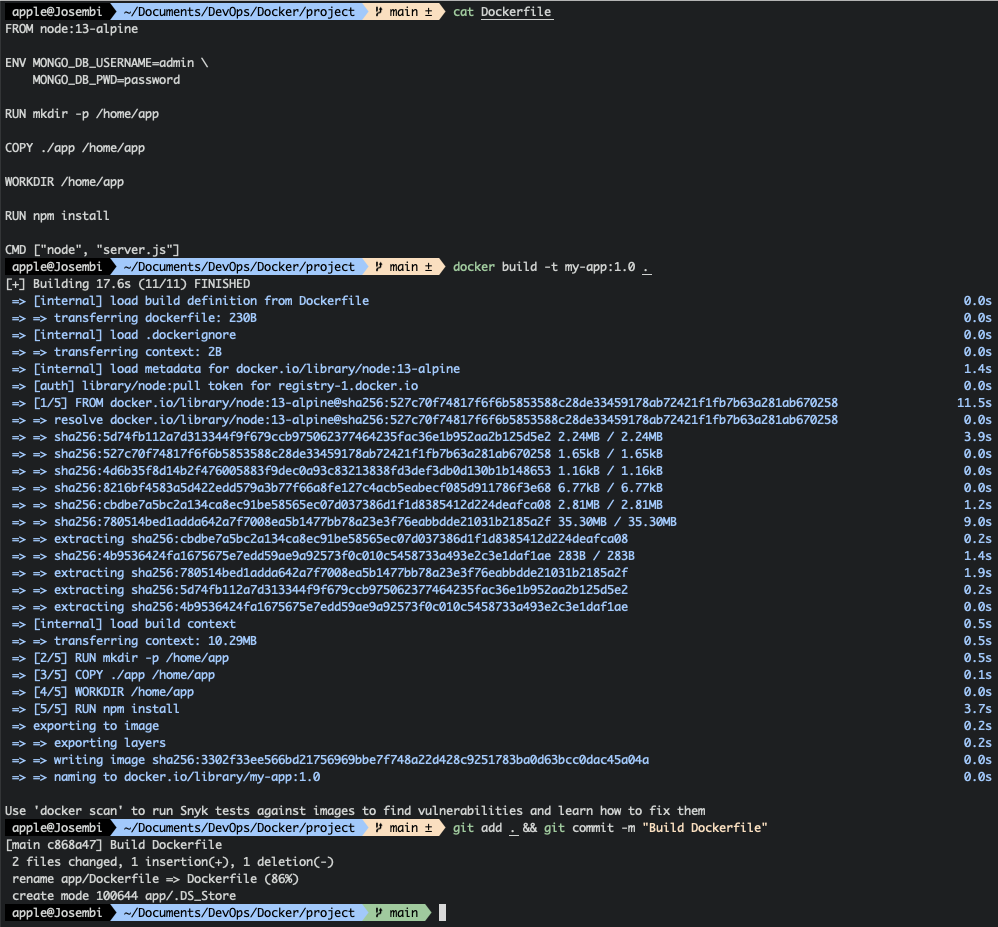 apple@Josembi ~/Documents/DevOps/Docker/project main ± cat Dockerfile
FROM node:13-alpine
ENV MONGO_DB_USERNAME=admin \
MONGO_DB_PWD=password
RUN mkdir -p /home/app
COPY ./app /home/app
WORKDIR /home/app
RUN npm install
CMD ["node", "server.js"]
apple@Josembi ~/Documents/DevOps/Docker/project main ± docker build -t my-app:1.0 .
[+] Building 17.6s (11/11) FINISHED
=> [internal] load build definition from Dockerfile 0.0s
=> => transferring dockerfile: 230B 0.0s
=> [internal] load .dockerignore 0.0s
=> => transferring context: 2B 0.0s
=> [internal] load metadata for docker.io/library/node:13-alpine 1.4s
=> [auth] library/node:pull token for registry-1.docker.io 0.0s
=> [1/5] FROM docker.io/library/node:13-alpine@sha256:527c70f74817f6f6b5853588c28de33459178ab72421f1fb7b63a281ab670258 11.5s
=> => resolve docker.io/library/node:13-alpine@sha256:527c70f74817f6f6b5853588c28de33459178ab72421f1fb7b63a281ab670258 0.0s
=> => sha256:5d74fb112a7d313344f9f679ccb975062377464235fac36e1b952aa2b125d5e2 2.24MB / 2.24MB 3.9s
=> => sha256:527c70f74817f6f6b5853588c28de33459178ab72421f1fb7b63a281ab670258 1.65kB / 1.65kB 0.0s
=> => sha256:4d6b35f8d14b2f476005883f9dec0a93c83213838fd3def3db0d130b1b148653 1.16kB / 1.16kB 0.0s
=> => sha256:8216bf4583a5d422edd579a3b77f66a8fe127c4acb5eabecf085d911786f3e68 6.77kB / 6.77kB 0.0s
=> => sha256:cbdbe7a5bc2a134ca8ec91be58565ec07d037386d1f1d8385412d224deafca08 2.81MB / 2.81MB 1.2s
=> => sha256:780514bed1adda642a7f7008ea5b1477bb78a23e3f76eabbdde21031b2185a2f 35.30MB / 35.30MB 9.0s
=> => extracting sha256:cbdbe7a5bc2a134ca8ec91be58565ec07d037386d1f1d8385412d224deafca08 0.2s
=> => sha256:4b9536424fa1675675e7edd59ae9a92573f0c010c5458733a493e2c3e1daf1ae 283B / 283B 1.4s
=> => extracting sha256:780514bed1adda642a7f7008ea5b1477bb78a23e3f76eabbdde21031b2185a2f 1.9s
=> => extracting sha256:5d74fb112a7d313344f9f679ccb975062377464235fac36e1b952aa2b125d5e2 0.2s
=> => extracting sha256:4b9536424fa1675675e7edd59ae9a92573f0c010c5458733a493e2c3e1daf1ae 0.0s
=> [internal] load build context 0.5s
=> => transferring context: 10.29MB 0.5s
=> [2/5] RUN mkdir -p /home/app 0.5s
=> [3/5] COPY ./app /home/app 0.1s
=> [4/5] WORKDIR /home/app 0.0s
=> [5/5] RUN npm install 3.7s
=> exporting to image 0.2s
=> => exporting layers 0.2s
=> => writing image sha256:3302f33ee566bd21756969bbe7f748a22d428c9251783ba0d63bcc0dac45a04a 0.0s
=> => naming to docker.io/library/my-app:1.0 0.0s
Use 'docker scan' to run Snyk tests against images to find vulnerabilities and learn how to fix them
apple@Josembi ~/Documents/DevOps/Docker/project main ± git add . && git commit -m "Build Dockerfile"
[main c868a47] Build Dockerfile
2 files changed, 1 insertion(+), 1 deletion(-)
rename app/Dockerfile => Dockerfile (86%)
create mode 100644 app/.DS_Store
apple@Josembi ~/Documents/DevOps/Docker/project main